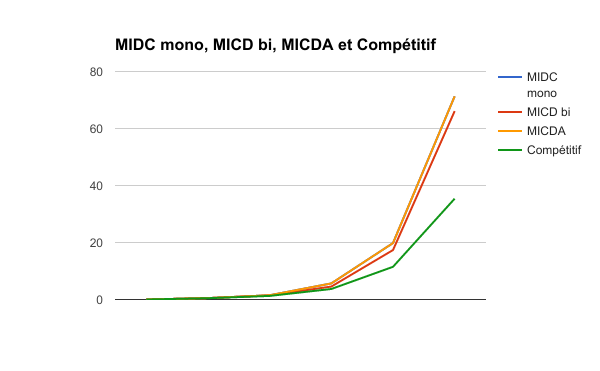 MIDC mono, MICD bi, MICDA et Compétitif
80
60
40
20
0
MIDC
mono
MICD bi
MICDA
Compétitif